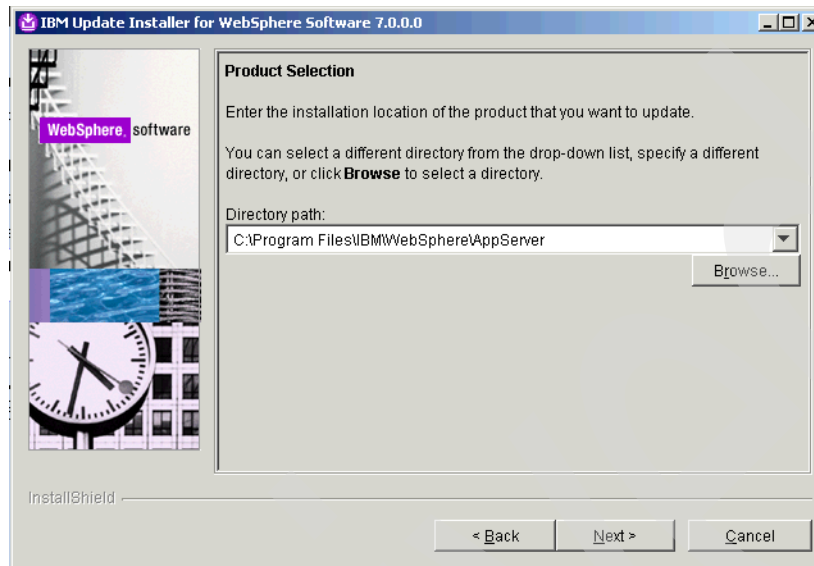 IBM Update Installer for WebSphere Software 7.0.0.0
WebSphere. software
Product Selection
Enter the installation location of the product that you want to update.
You can select a different directory from the drop-down list, specify a different
directory, or click Browse to select a directory.
Directory path:
C:\Program Files\IBM\WebSphere\AppServer
Browse...
InstallShield
< Back
Next >
Cancel